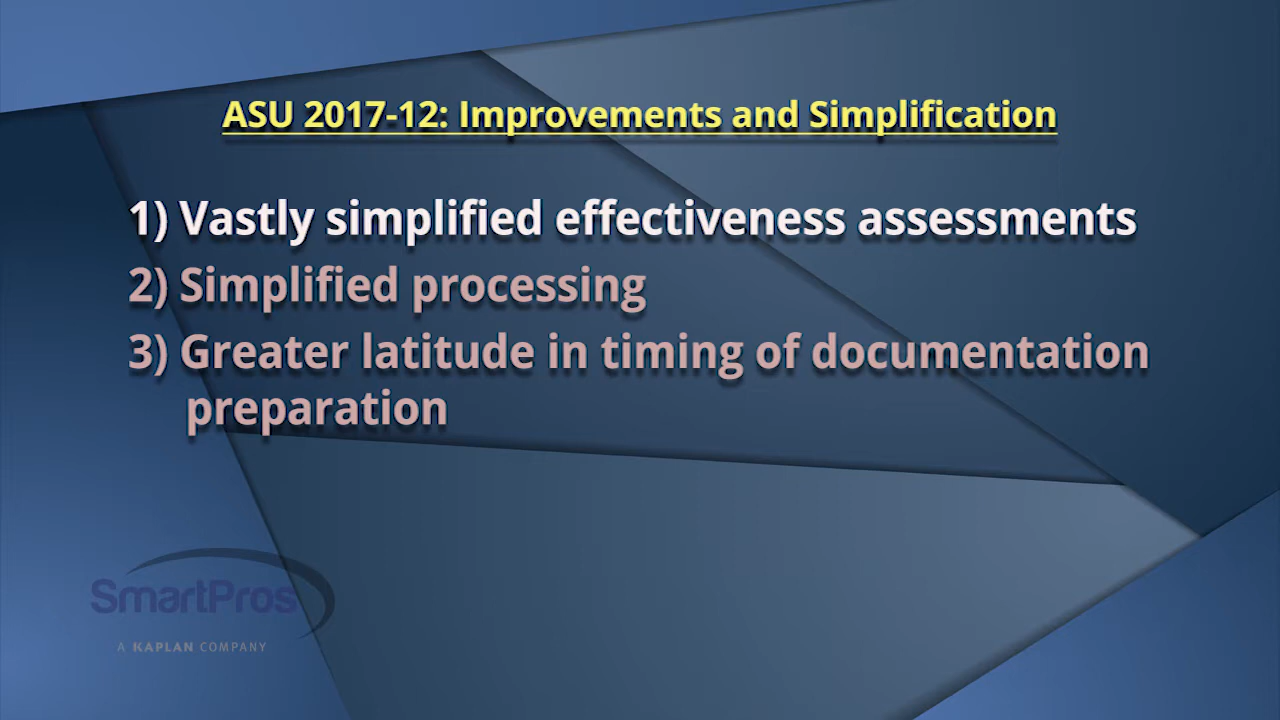 ASU 2017-12: Improvements and Simplification
1) Vastly simplified effectiveness assessments
2) Simplified processing
3) Greater latitude in timing of documentation
preparation
SmartPros
A KAPLAN COMPANY